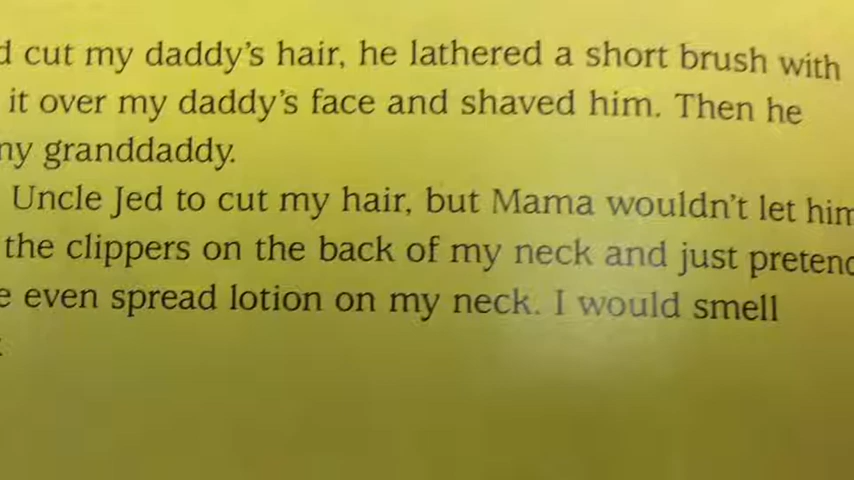 cut my daddy's hair, he lathered a short brush with
it over my daddy's face and shaved him. Then he
granddaddy.
Uncle Jed to cut my hair, but Mama wouldn't let him
the clippers on the back of my neck and just pretend
even spread lotion on my neck. I would smell